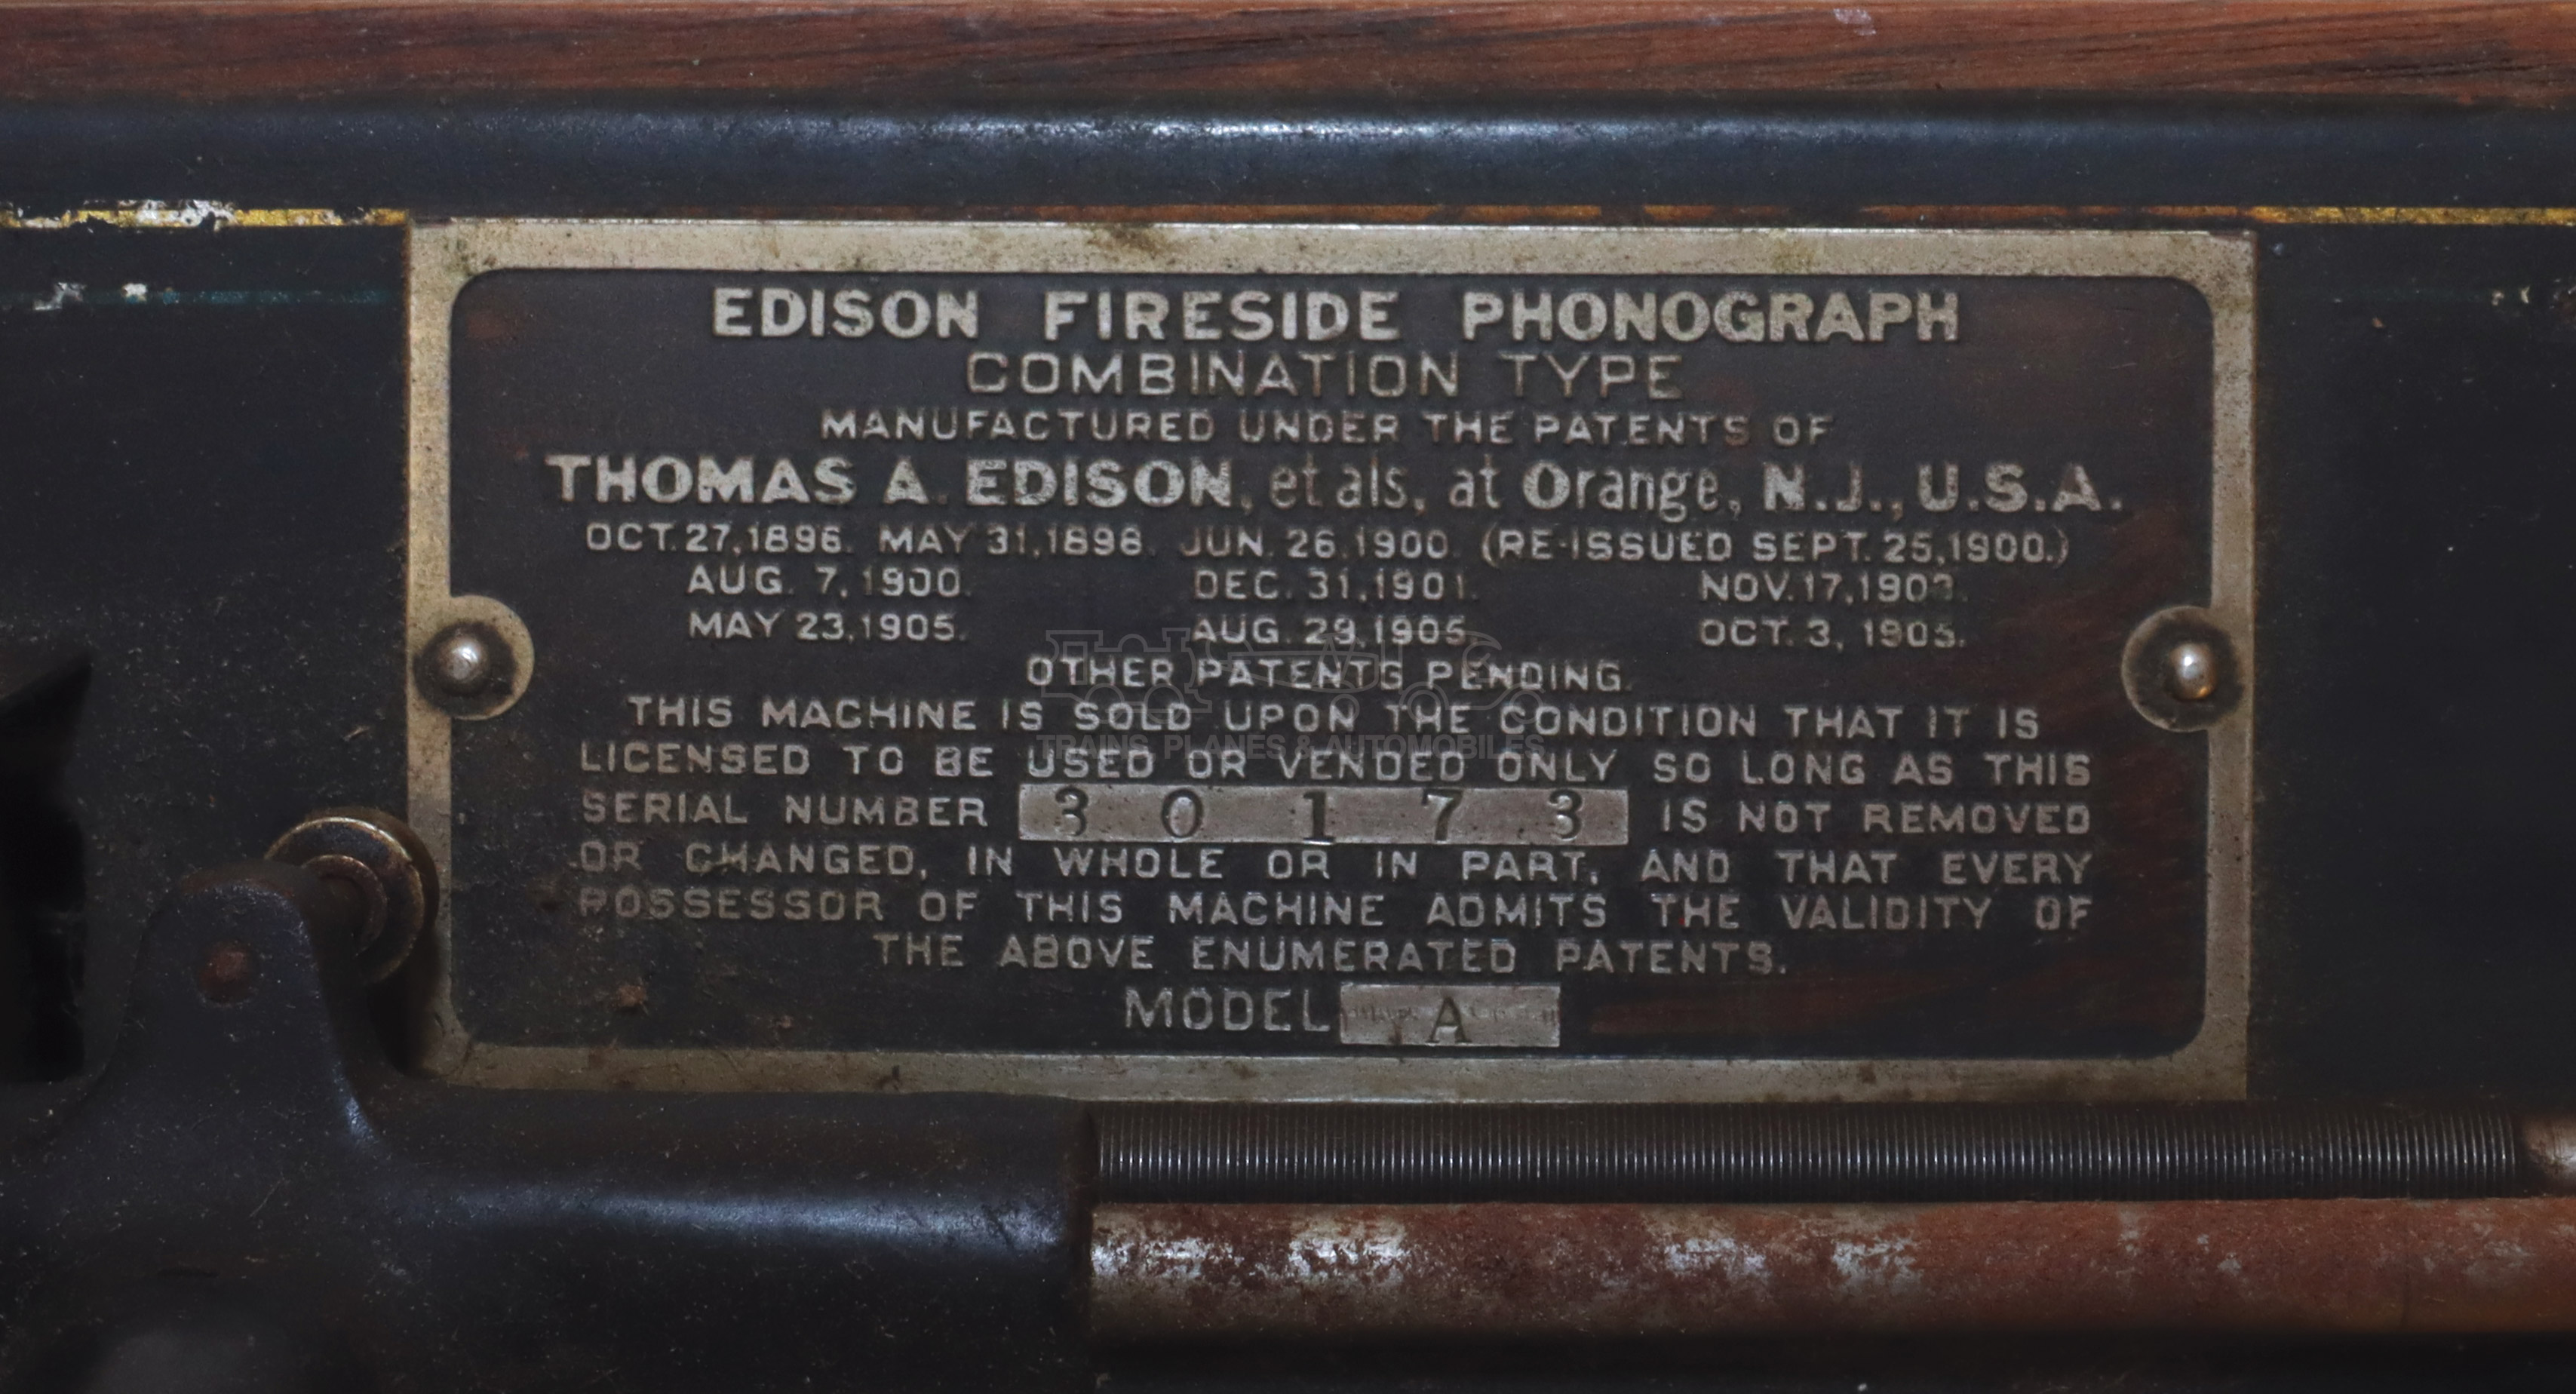 EDISON FIRESIDE PHONOGRAPH
COMBINATION TYPE
MANUFACTURED UNDER THE PATENTS OF
THOMAS A. EDISON, et als, at Orange, N.J., U.S.A.
OCT. 27, 1896. MAY 31, 1898. JUN. 26, 1900. (RE-ISSUED SEPT. 25, 1900.)
AUG. 7, 1900. DEC. 31, 1901. NOV. 17, 1903.
MAY 23, 1905. AUG. 29, 1905. OCT. 3, 1905.
OTHER PATENTS PENDING.
THIS MACHINE IS SOLD UPON THE CONDITION THAT IT IS
LICENSED TO BE USED OR VENDED ONLY SO LONG AS THIS
TRAINS, PLANES & AUTOMOBILES
SERIAL NUMBER 30173 IS NOT REMOVED
OR CHANGED, IN WHOLE OR IN PART, AND THAT EVERY
POSSESSOR OF THIS MACHINE ADMITS THE VALIDITY OF
THE ABOVE ENUMERATED PATENTS.
MODEL A